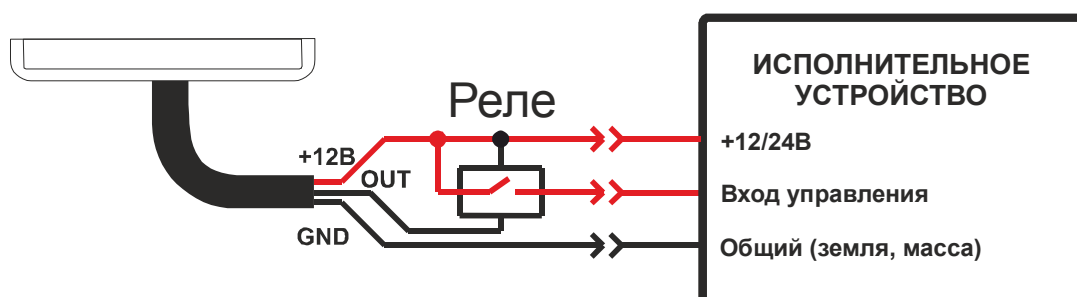 Реле
+12В
OUT
GND
ИСПОЛНИТЕЛЬНОЕ
УСТРОЙСТВО
+12/24В
Вход управления
Общий (земля, масса)